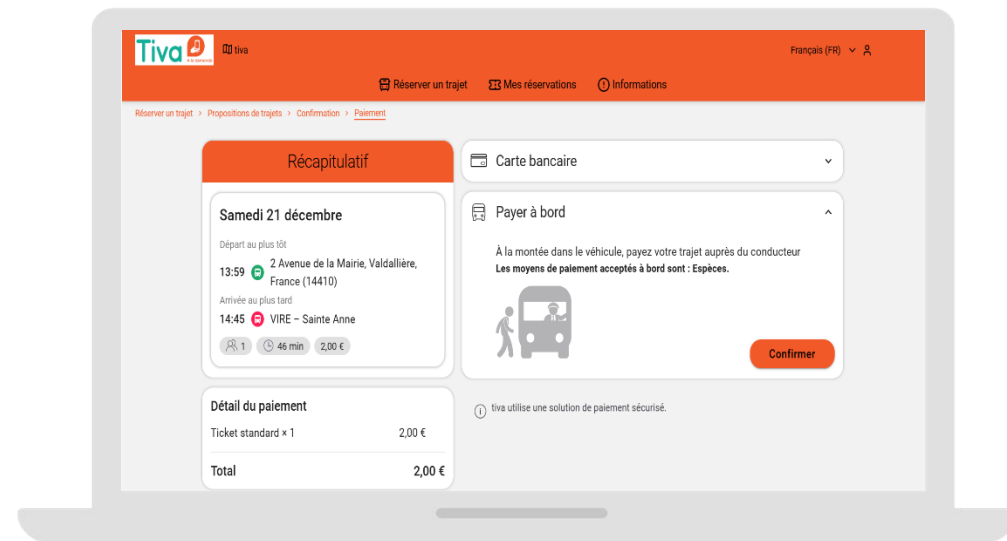 Tiva
tiva
Français (FR)
Réserver un trajet
Mes réservations
Informations
Réserver un trajet > Propositions de trajets > Confirmation > Paiement
Récapitulatif
Samedi 21 décembre
Départ au plus tôt
13:59 2 Avenue de la Mairie, Valdallière,
France (14410)
Arrivée au plus tard
14:45 VIRE – Sainte Anne
1 46 min 2,00 €
Détail du paiement
Ticket standard × 1 2,00 €
Total 2,00 €
Carte bancaire
Payer à bord
À la montée dans le véhicule, payez votre trajet auprès du conducteur
Les moyens de paiement acceptés à bord sont : Espèces.
Confirmer
tiva utilise une solution de paiement sécurisé.